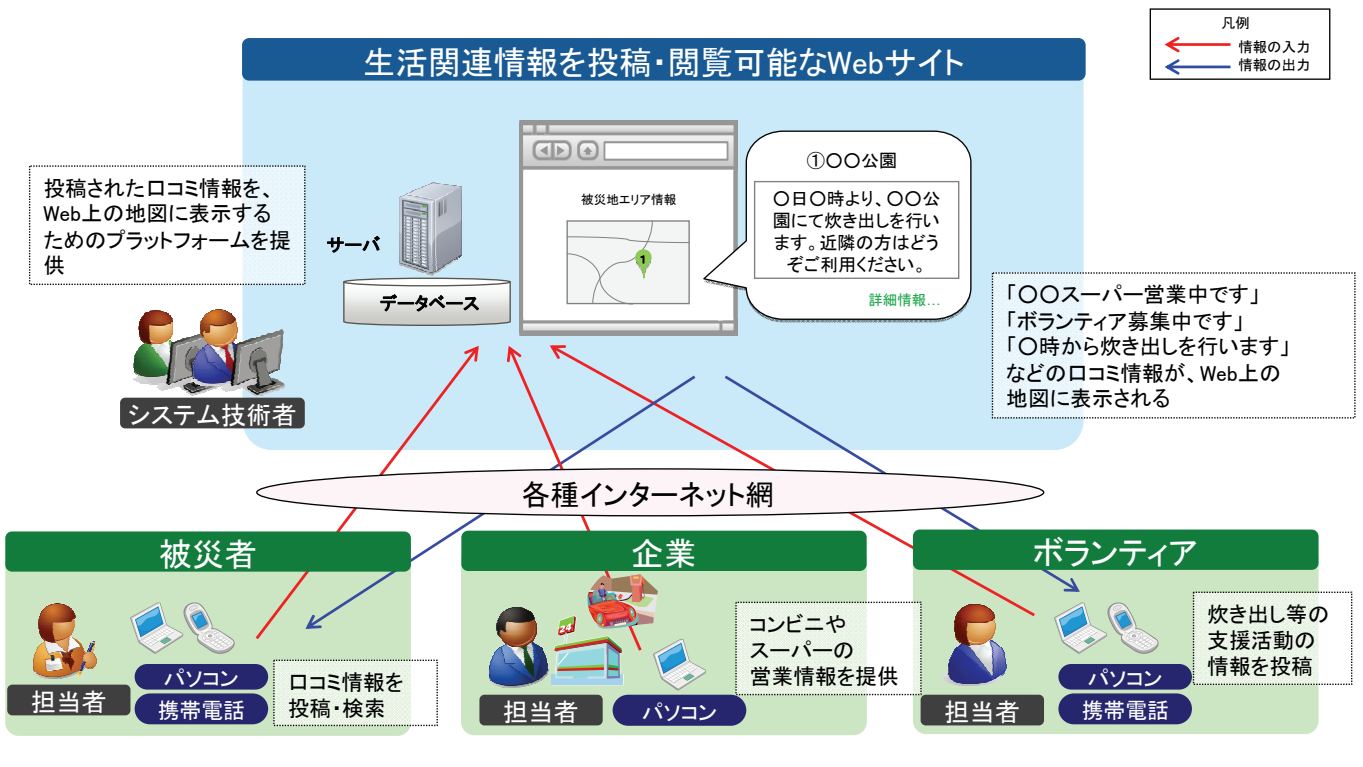 凡例
情報の入力
情報の出力
生活関連情報を投稿・閲覧可能なWebサイト
投稿された口コミ情報を、
Web上の地図に表示する
ためのプラットフォームを提
供
サーバ
データベース
被災地エリア情報
1
①〇〇公園
〇日〇時より、〇〇公
園にて炊き出しを行い
ます。近隣の方はどう
ぞご利用ください。
詳細情報…
システム技術者
「〇〇スーパー営業中です」
「ボランティア募集中です」
「〇時から炊き出しを行います」
などの口コミ情報が、Web上の
地図に表示される
各種インターネット網
被災者
担当者
パソコン
携帯電話
口コミ情報を
投稿・検索
企業
24
担当者
パソコン
コンビニや
スーパーの
営業情報を提供
ボランティア
担当者
パソコン
携帯電話
炊き出し等の
支援活動の
情報を投稿